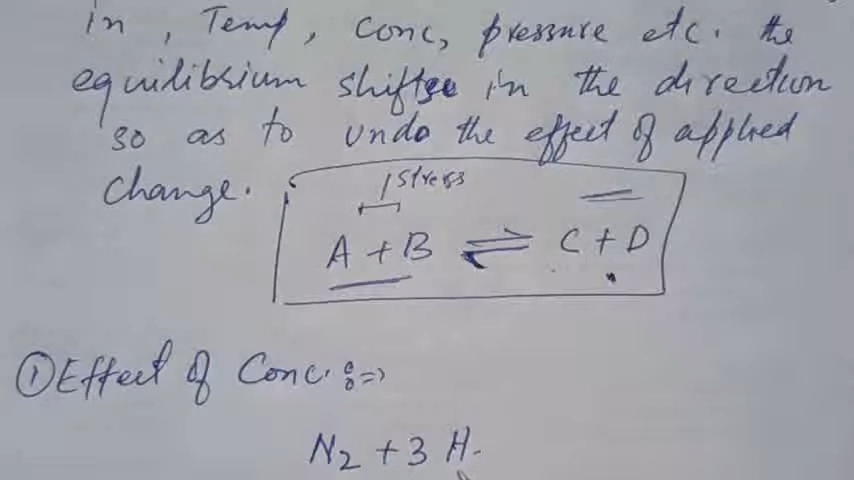 in, Temp, Conc, pressure etc. the
equilibrium shifts in the direction
so as to undo the effect of applied
change.
stress
A + B ⇌ C + D
① Effect of Conc. :⇒
N2 + 3 H